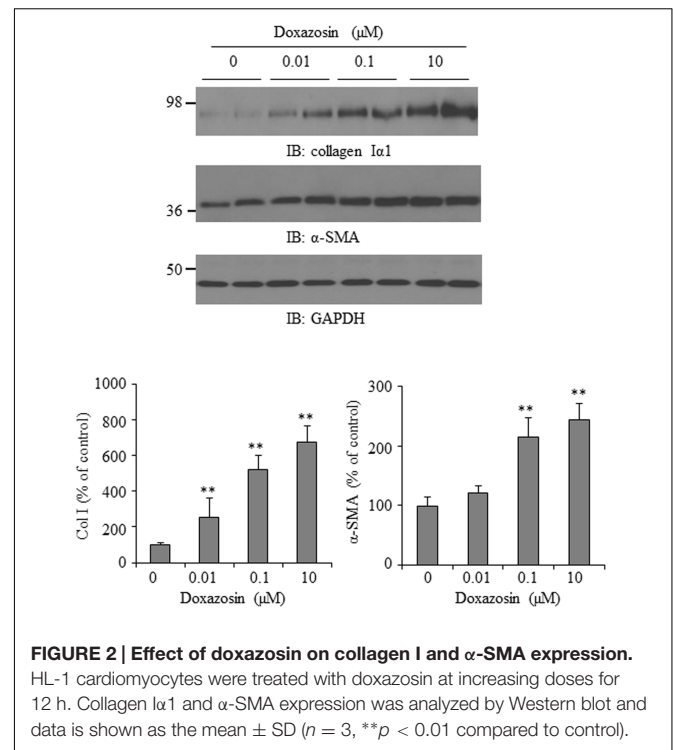 Doxazosin (μM)
0 0.01 0.1 10
98
IB: collagen Iα1
36
IB: α-SMA
50
IB: GAPDH
1000
800
600
400
200
0
Col I (% of control)
** ** **
0 0.01 0.1 10
Doxazosin (μM)
300
200
100
0
α-SMA (% of control)
** **
0 0.01 0.1 10
Doxazosin (μM)
FIGURE 2 | Effect of doxazosin on collagen I and α-SMA expression.
HL-1 cardiomyocytes were treated with doxazosin at increasing doses for
12 h. Collagen Iα1 and α-SMA expression was analyzed by Western blot and
data is shown as the mean ± SD (n = 3, **p < 0.01 compared to control).